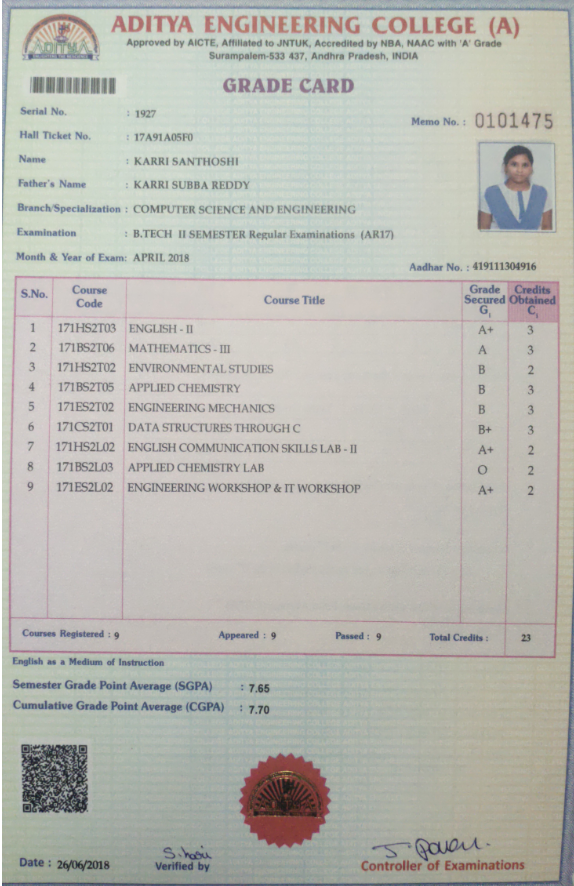 ADITYA ENGINEERING COLLEGE (A)
Approved by AICTE, Affiliated to JNTUK, Accredited by NBA, NAAC with 'A' Grade
Surampalem-533 437, Andhra Pradesh, INDIA
ADITYA
GRADE CARD
Serial No. : 1927
Memo No. : 0101475
Hall Ticket No. : 17A91A05F0
Name : KARRI SANTHOSHI
Father's Name : KARRI SUBBA REDDY
Branch/Specialization : COMPUTER SCIENCE AND ENGINEERING
Examination : B.TECH II SEMESTER Regular Examinations (AR17)
Month & Year of Exam: APRIL 2018
Aadhar No. : 419111304916
S.No. Course Code Course Title Grade Secured G₁ Credits Obtained C₁
1 171HS2T03 ENGLISH - II A+ 3
2 171BS2T06 MATHEMATICS - III A 3
3 171HST02 ENVIRONMENTAL STUDIES B 2
4 171BS2T05 APPLIED CHEMISTRY B 3
5 171ES2T02 ENGINEERING MECHANICS B 3
6 171CS2T01 DATA STRUCTURES THROUGH C B+ 3
7 171HS2L02 ENGLISH COMMUNICATION SKILLS LAB - II A+ 2
8 171BS2L03 APPLIED CHEMISTRY LAB O 2
9 171ES2L02 ENGINEERING WORKSHOP & IT WORKSHOP A+ 2
Courses Registered : 9 Appeared : 9 Passed : 9 Total Credits : 23
English as a Medium of Instruction
Semester Grade Point Average (SGPA) : 7.65
Cumulative Grade Point Average (CGPA) : 7.70
Date : 26/06/2018
Verified by
Controller of Examinations